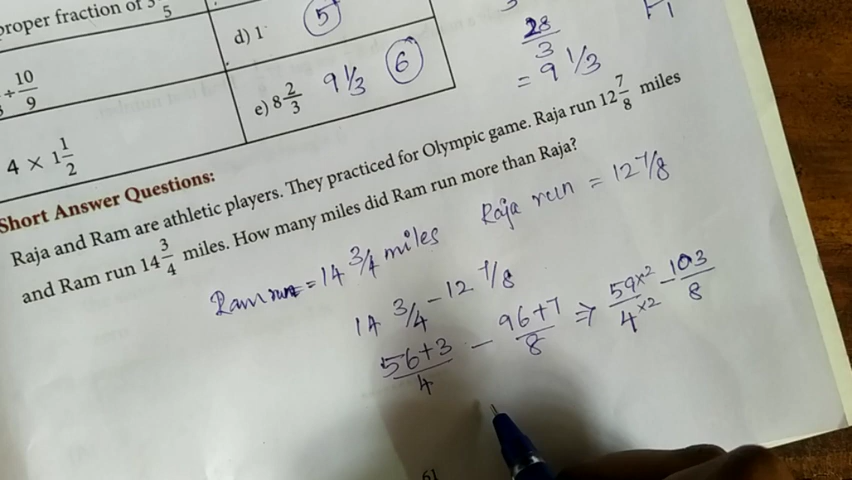 proper fraction of 3 /5
d) 1
5
÷ 10/9
e) 8 2/3
9 1/3
6
28/3
= 9 1/3
4 × 1 1/2
Short Answer Questions:
Raja and Ram are athletic players. They practiced for Olympic game. Raja run 12 7/8 miles
and Ram run 14 3/4 miles. How many miles did Ram run more than Raja?
Ram run = 14 3/4 miles
Raja run = 12 7/8
14 3/4 - 12 7/8
56+3/4 - 96+7/8 ⇒ 59×2/4×2 - 103/8
61